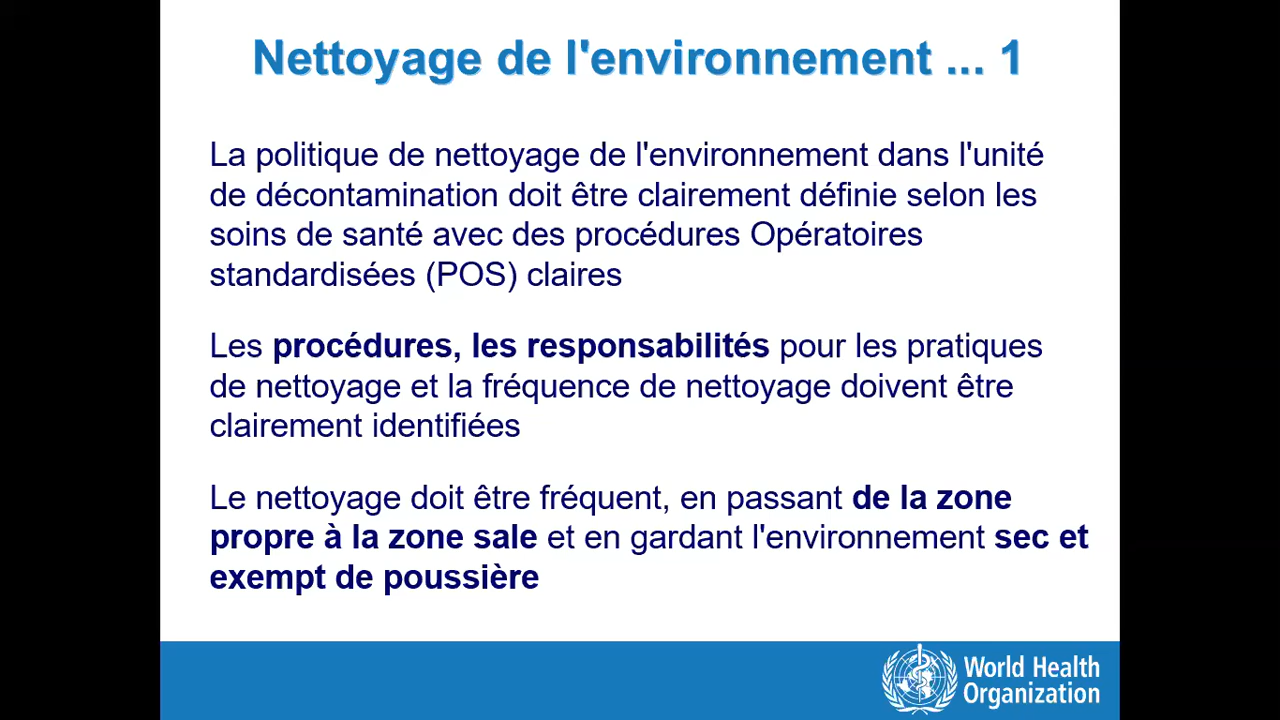 Nettoyage de l'environnement ... 1
La politique de nettoyage de l'environnement dans l'unité
de décontamination doit être clairement définie selon les
soins de santé avec des procédures Opératoires
standardisées (POS) claires
Les procédures, les responsabilités pour les pratiques
de nettoyage et la fréquence de nettoyage doivent être
clairement identifiées
Le nettoyage doit être fréquent, en passant de la zone
propre à la zone sale et en gardant l'environnement sec et
exempt de poussière
World Health
Organization